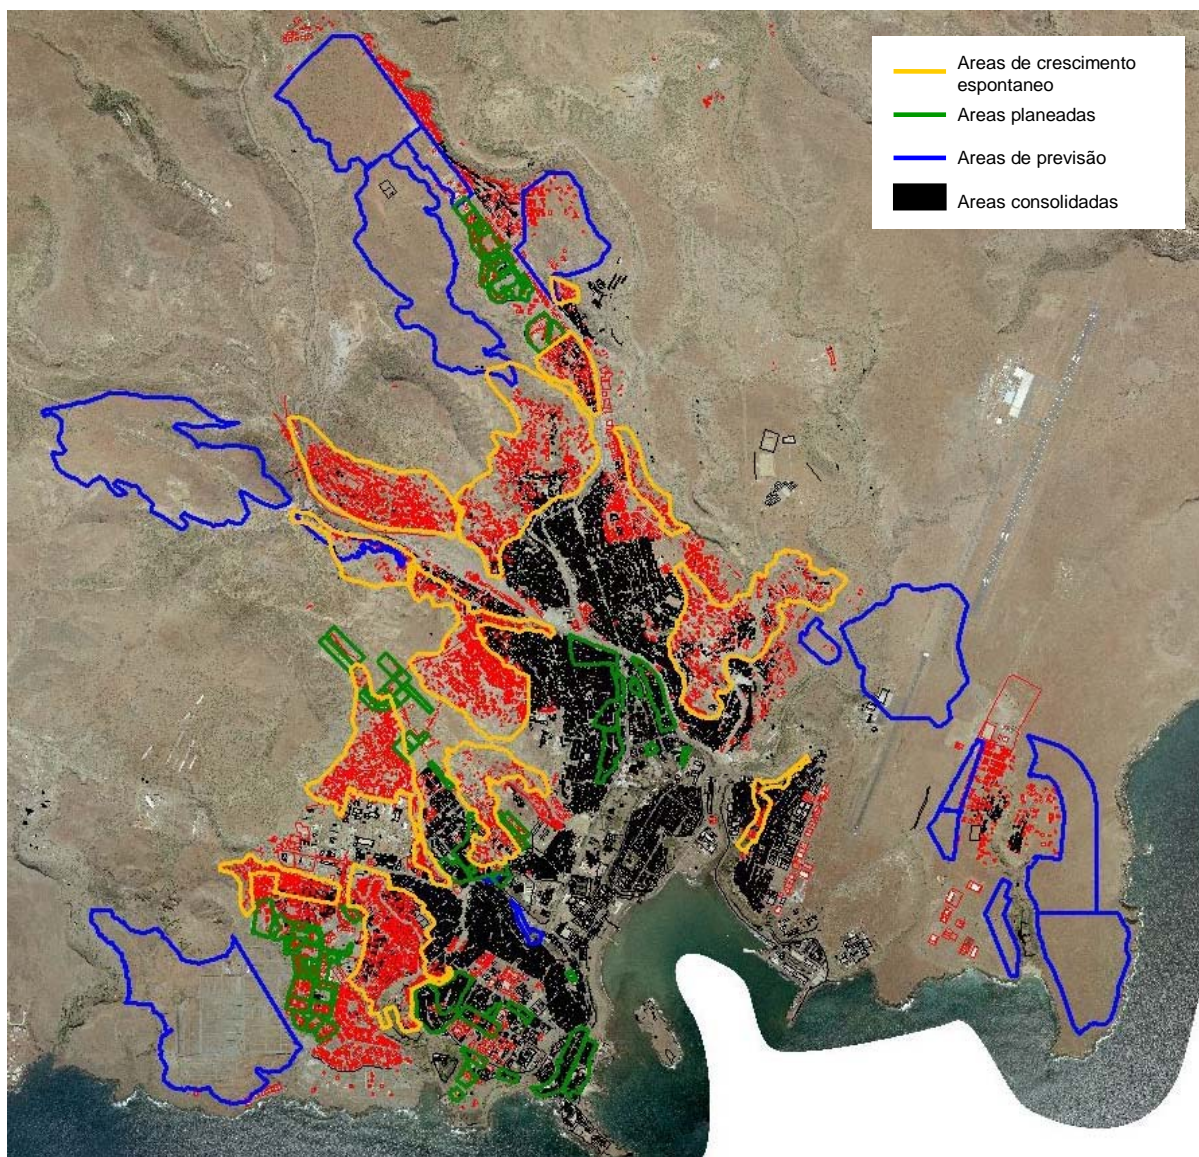 Areas de crescimento
espontaneo
Areas planeadas
Areas de previsão
Areas consolidadas